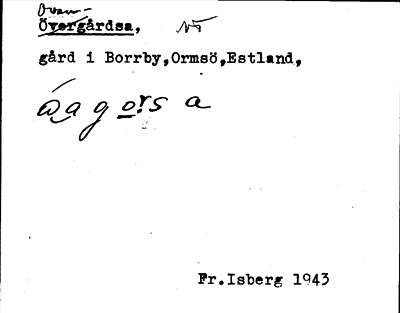 Ovan-
Övergårdsa, Nö
gård i Borrby,Ormsö,Estland,
Fr.Isberg 1943